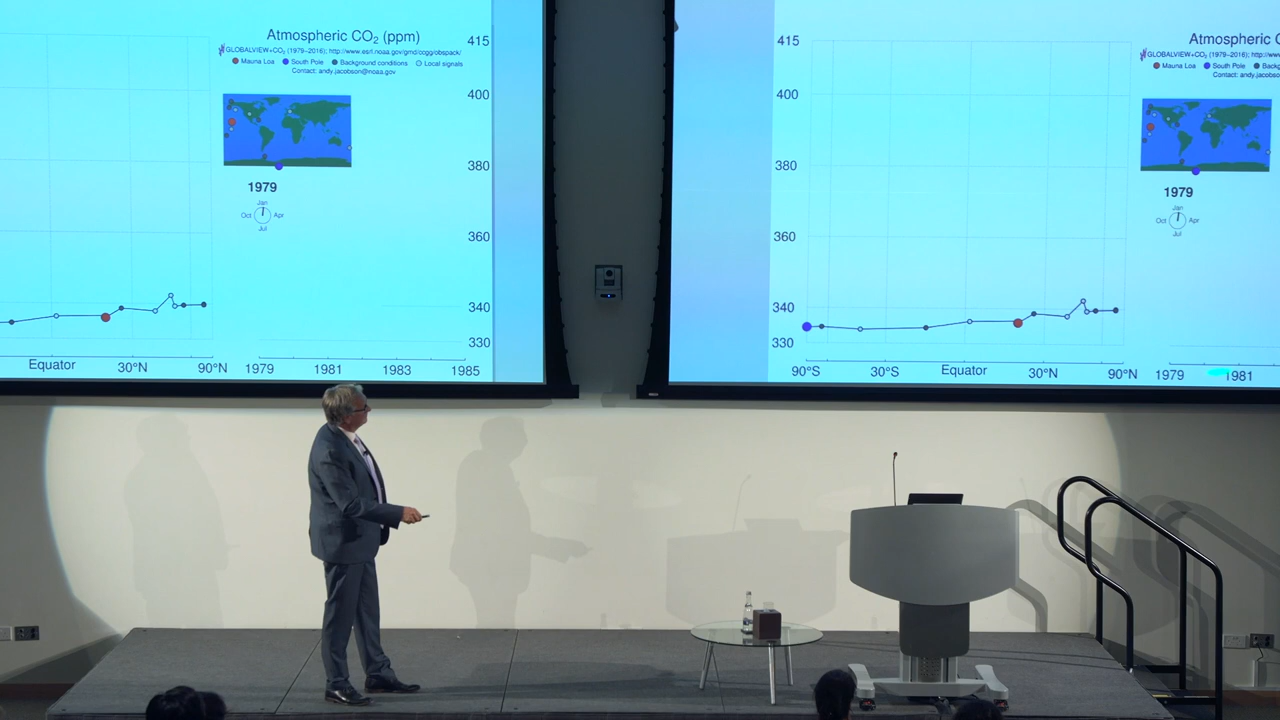 Atmospheric CO₂ (ppm)
GLOBALVIEW+CO₂ (1979–2016); http://www.esrl.noaa.gov/gmd/ccgg/obspack/
Mauna Loa South Pole Background conditions Local signals
Contact: andy.jacobson@noaa.gov
1979
Jan
Oct Apr
Jul
415
400
380
360
340
330
Equator 30°N 90°N 1979 1981 1983 1985
415
400
380
360
340
330
90°S 30°S Equator 30°N 90°N 1979 1981
Atmospheric C
GLOBALVIEW+CO₂ (1979–2016); http://www
Mauna Loa South Pole Backg
Contact: andy.jacobson
1979
Jan
Oct Apr
Jul